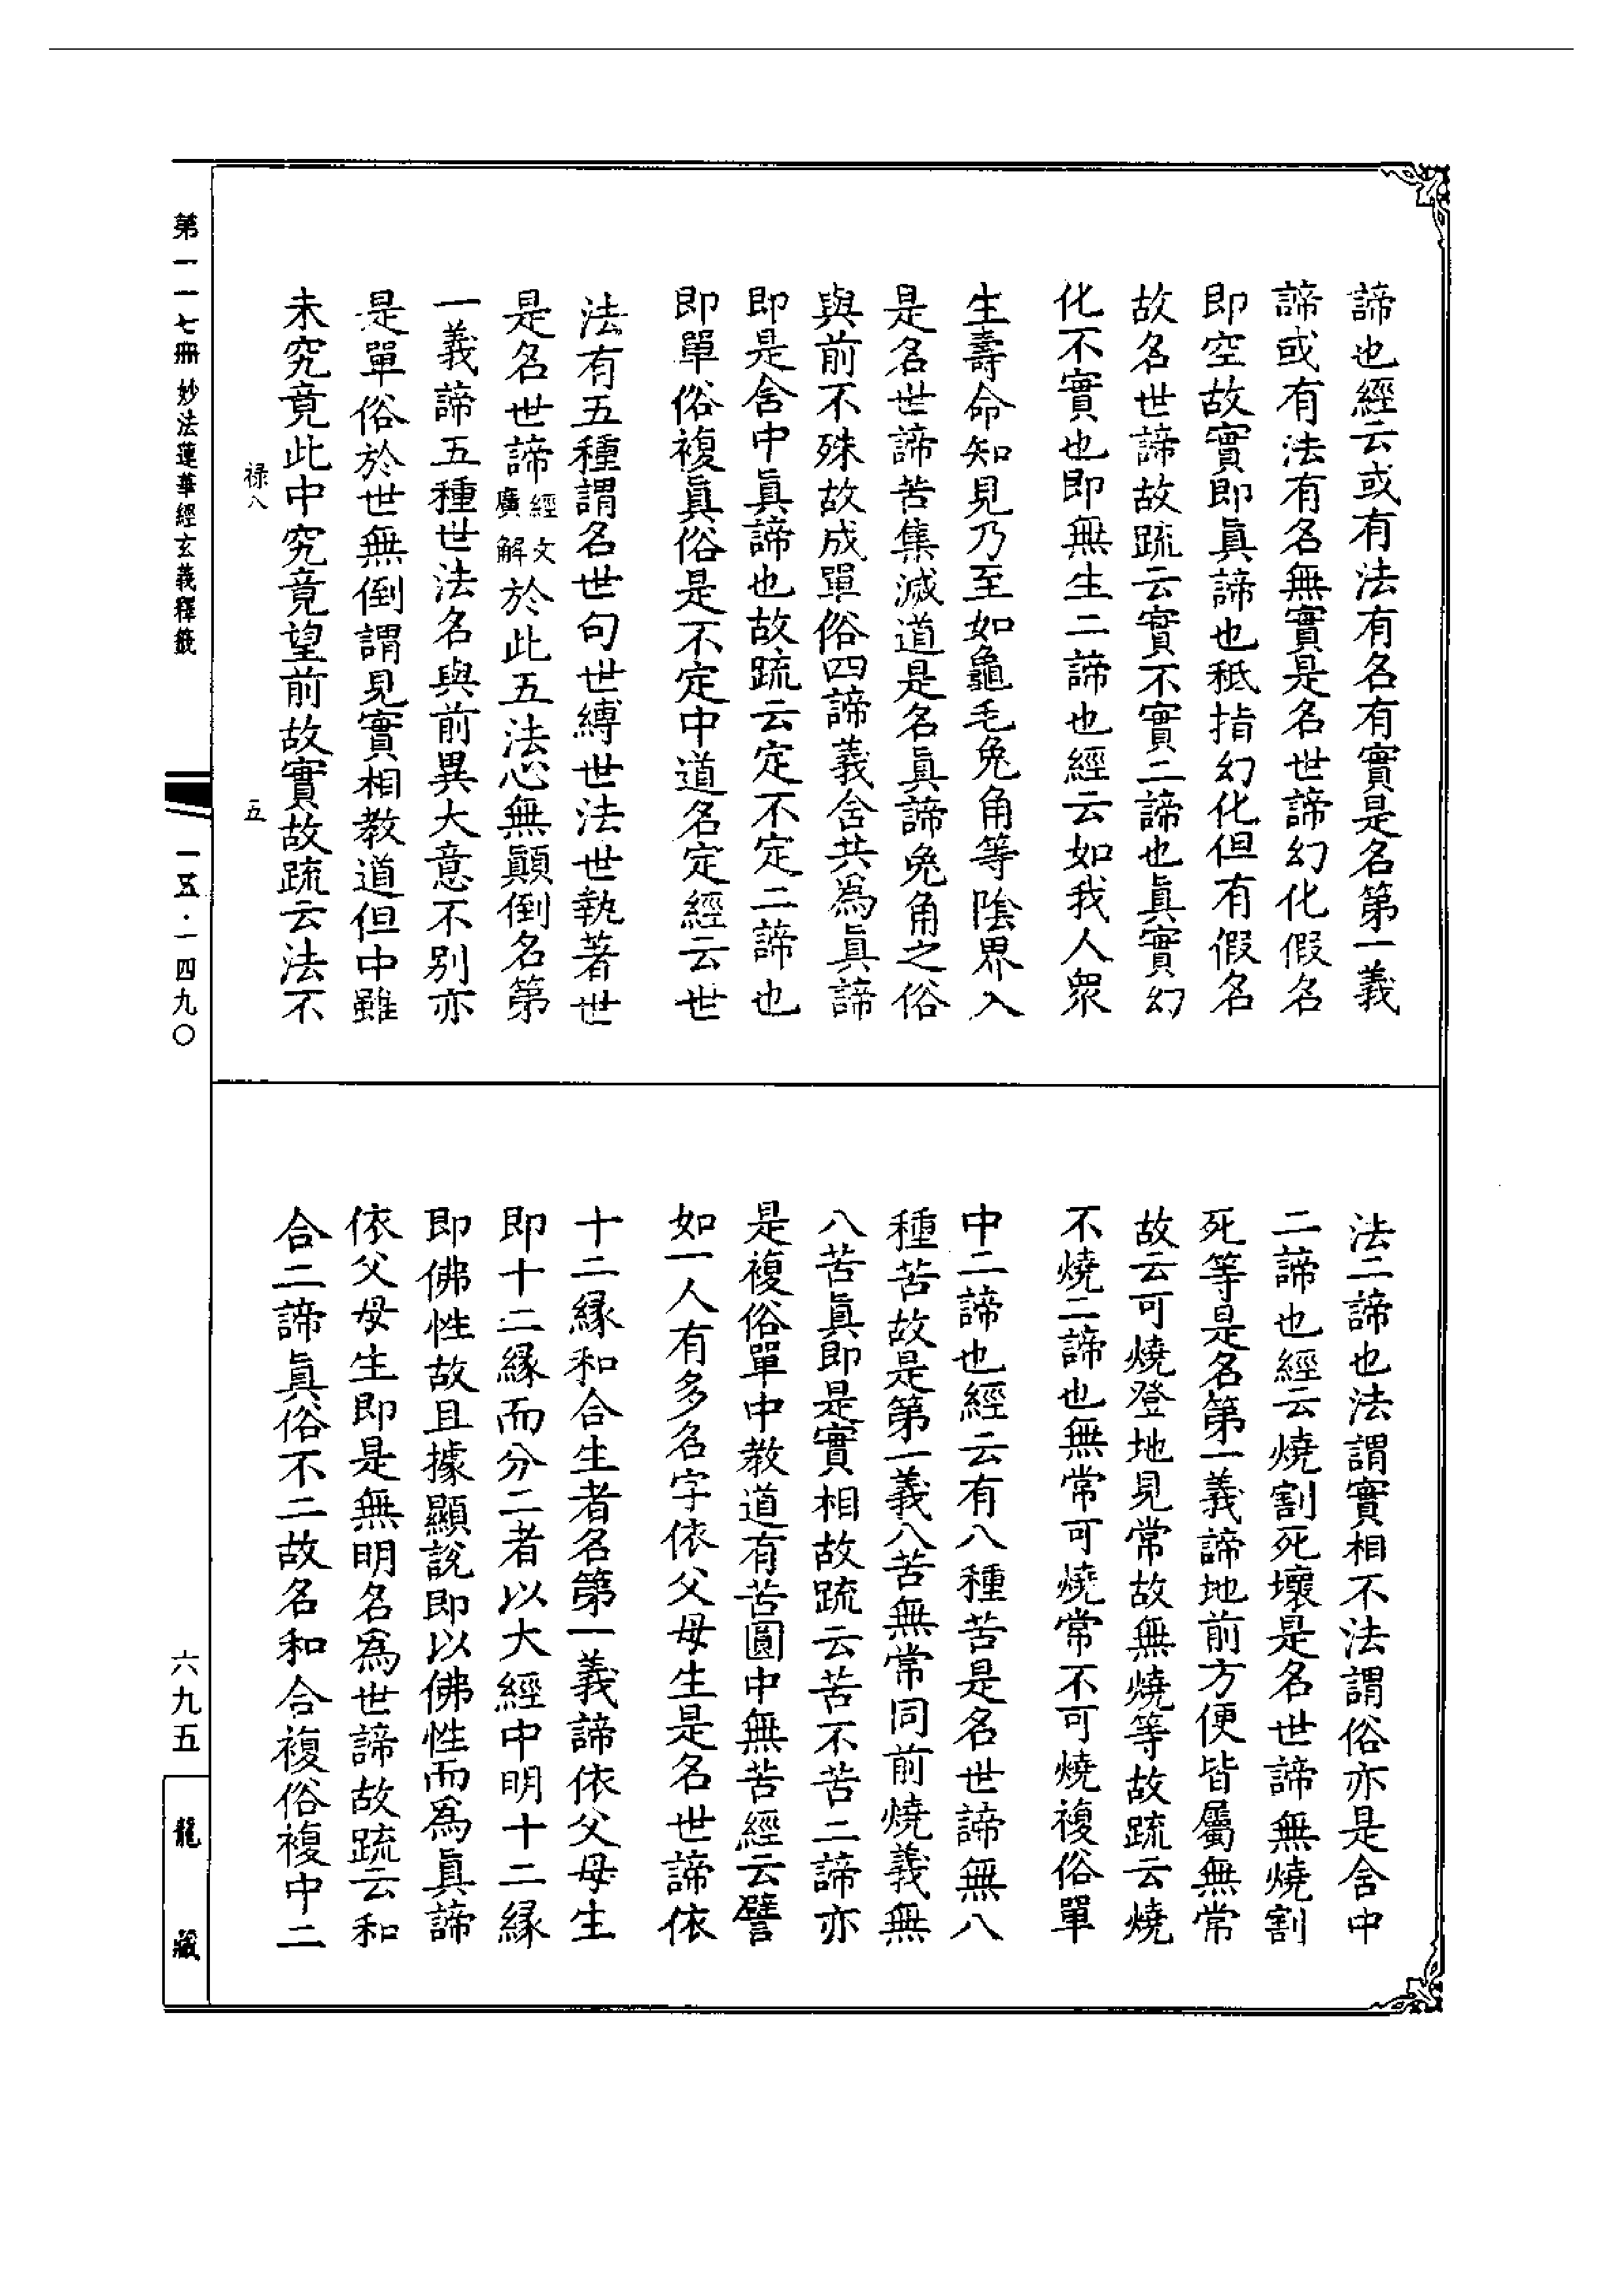 諦也經云或有法有名有實是名第一義
諦或有法有名無實是名世諦幻化假名
即空故實即眞諦也秖指幻化但有假名
故名世諦故疏云實不實二諦也眞實幻
化不實也即無生二諦也經云如我人衆
生壽命知見乃至如龜毛兔角等陰界入
是名世諦苦集滅道是名眞諦兔角之俗
與前不殊故成單俗四諦義含共爲眞諦
即是含中眞諦也故疏云定不定二諦也
即單俗複眞俗是不定中道名定經云世
法有五種謂名世句世縛世法世執著世
是名世諦經文廣解於此五法心無顚倒名第
一義諦五種世法名與前異大意不別亦
是單俗於世無倒謂見實相教道但中雖
未究竟此中究竟望前故實故疏云法不
法二諦也法謂實相不法謂俗亦是含中
二諦也經云燒割死壞是名世諦無燒割
死等是名第一義諦地前方便皆屬無常
故云可燒登地見常故無燒等故疏云燒
不燒二諦也無常可燒常不可燒複俗單
中二諦也經云有八種苦是名世諦無八
種苦故是第一義八苦無常同前燒義無
八苦眞即是實相故疏云苦不苦二諦亦
是複俗單中教道有苦圓中無苦經云譬
如一人有多名字依父母生是名世諦依
十二緣和合生者名第一義諦依父母生
即十二緣而分二者以大經中明十二緣
即佛性故且據顯說即以佛性而爲眞諦
依父母生即是無明名爲世諦故疏云和
合二諦眞俗不二故名和合複俗複中二
禄八
五
第一一七冊 妙法蓮華經玄義釋籤
一五·一四九〇
六九五
龍藏